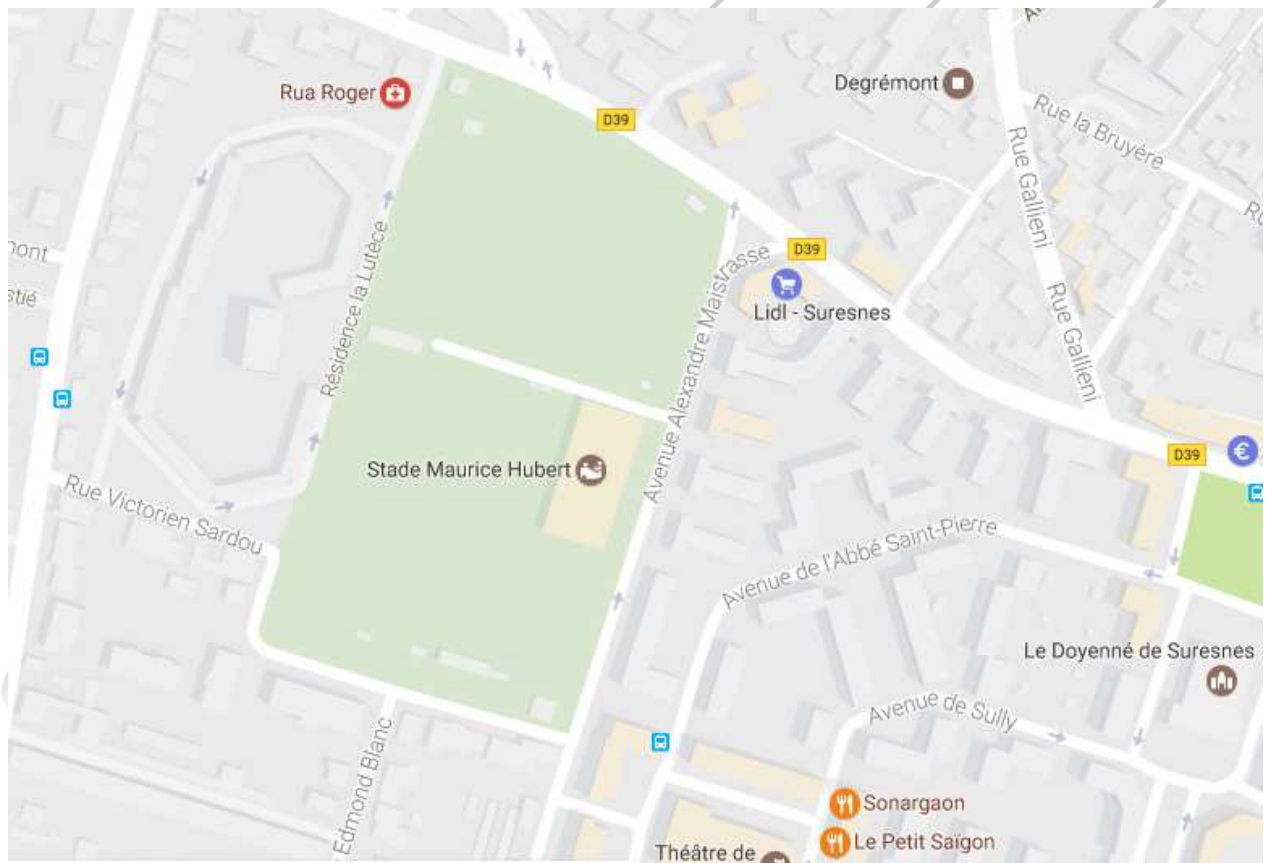 Rua Roger
D39
Degrémont
Rue la Bruyère
Rue Gallieni
D39
Lidl - Suresnes
Rue Gallieni
Résidence la Lutèce
Avenue Alexandre Maistrasse
D39
€
Stade Maurice Hubert
Rue Victorien Sardou
Avenue de l'Abbé Saint-Pierre
Le Doyenné de Suresnes
Avenue de Sully
Edmond Blanc
Sonargaon
Le Petit Saïgon
Théâtre de